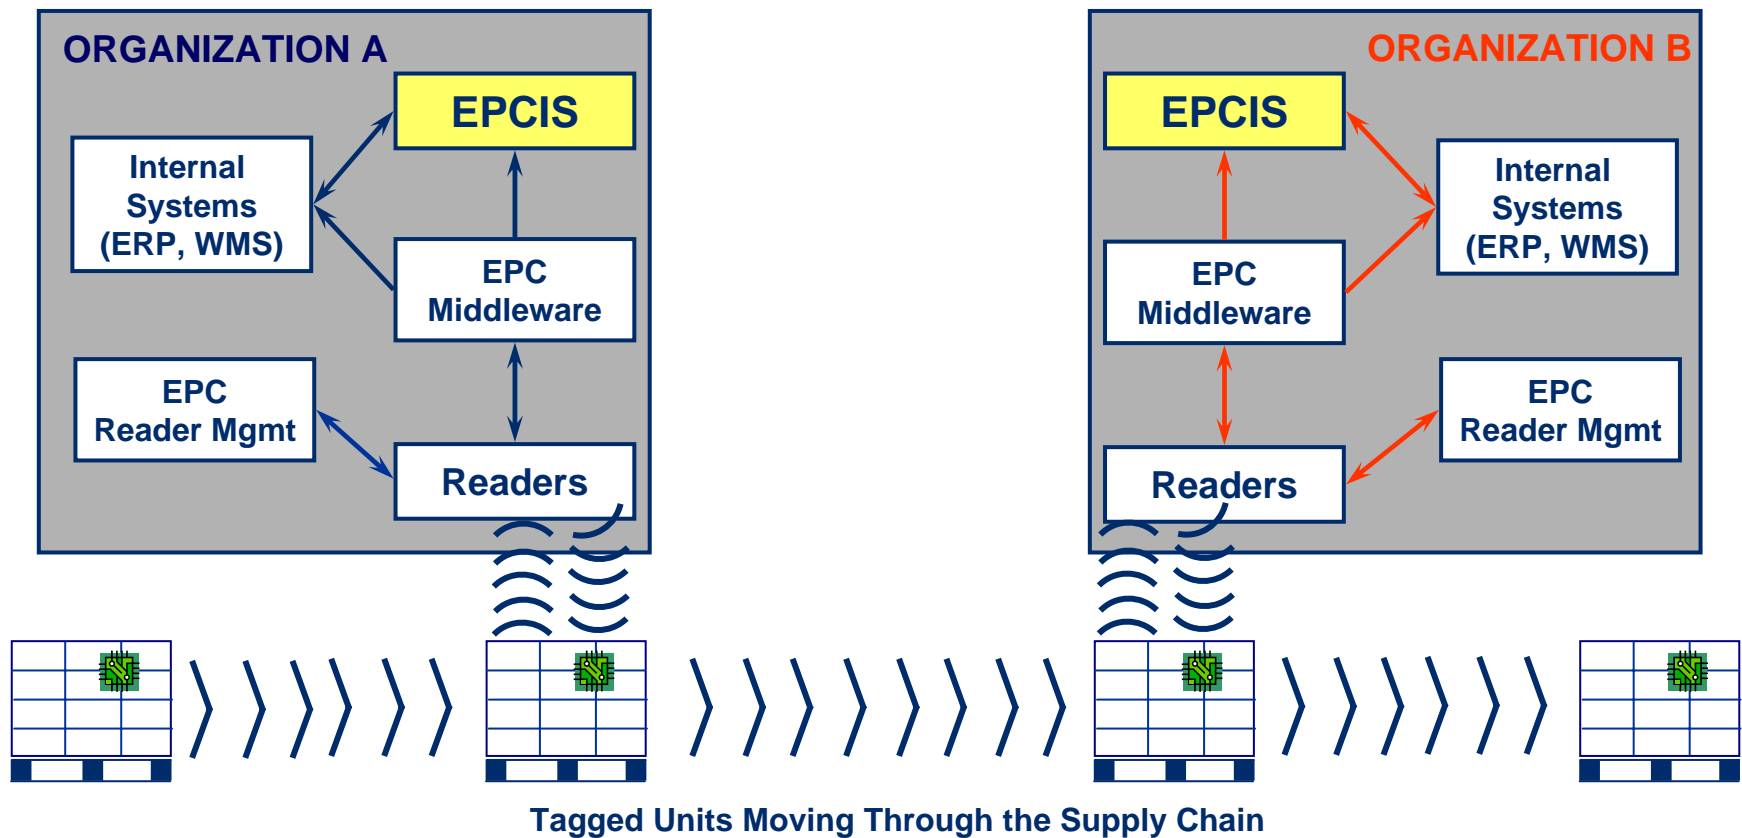 ORGANIZATION A
EPCIS
Internal
Systems
(ERP, WMS)
EPC
Middleware
EPC
Reader Mgmt
Readers
ORGANIZATION B
EPCIS
Internal
Systems
(ERP, WMS)
EPC
Middleware
EPC
Reader Mgmt
Readers
Tagged Units Moving Through the Supply Chain